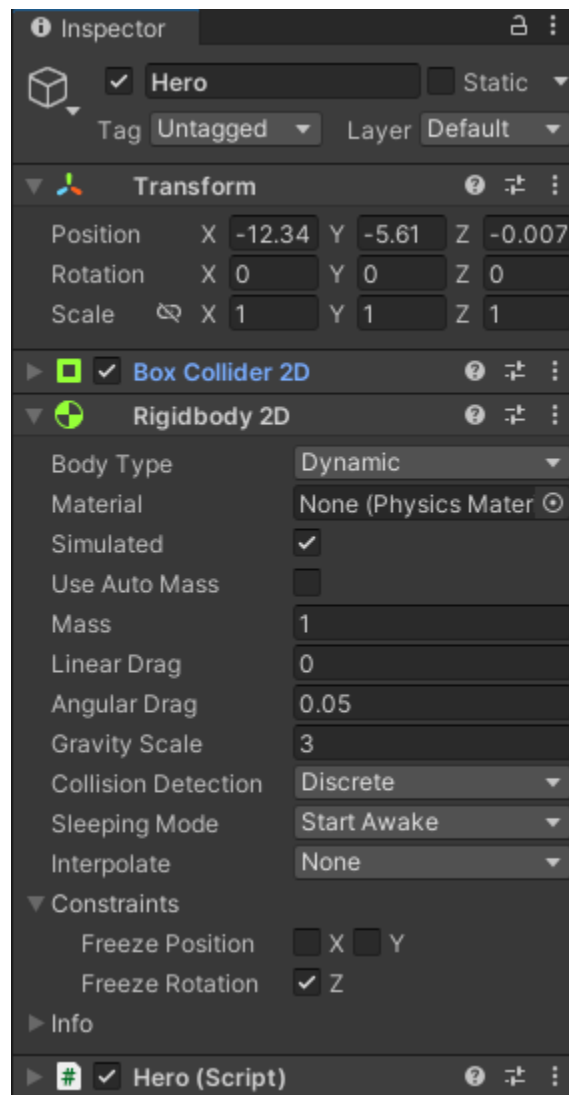 Inspector
Hero Static
Tag Untagged Layer Default
Transform
Position X -12.34 Y -5.61 Z -0.007
Rotation X 0 Y 0 Z 0
Scale X 1 Y 1 Z 1
Box Collider 2D
Rigidbody 2D
Body Type Dynamic
Material None (Physics Mater
Simulated
Use Auto Mass
Mass 1
Linear Drag 0
Angular Drag 0.05
Gravity Scale 3
Collision Detection Discrete
Sleeping Mode Start Awake
Interpolate None
Constraints
Freeze Position X Y
Freeze Rotation Z
Info
# Hero (Script)